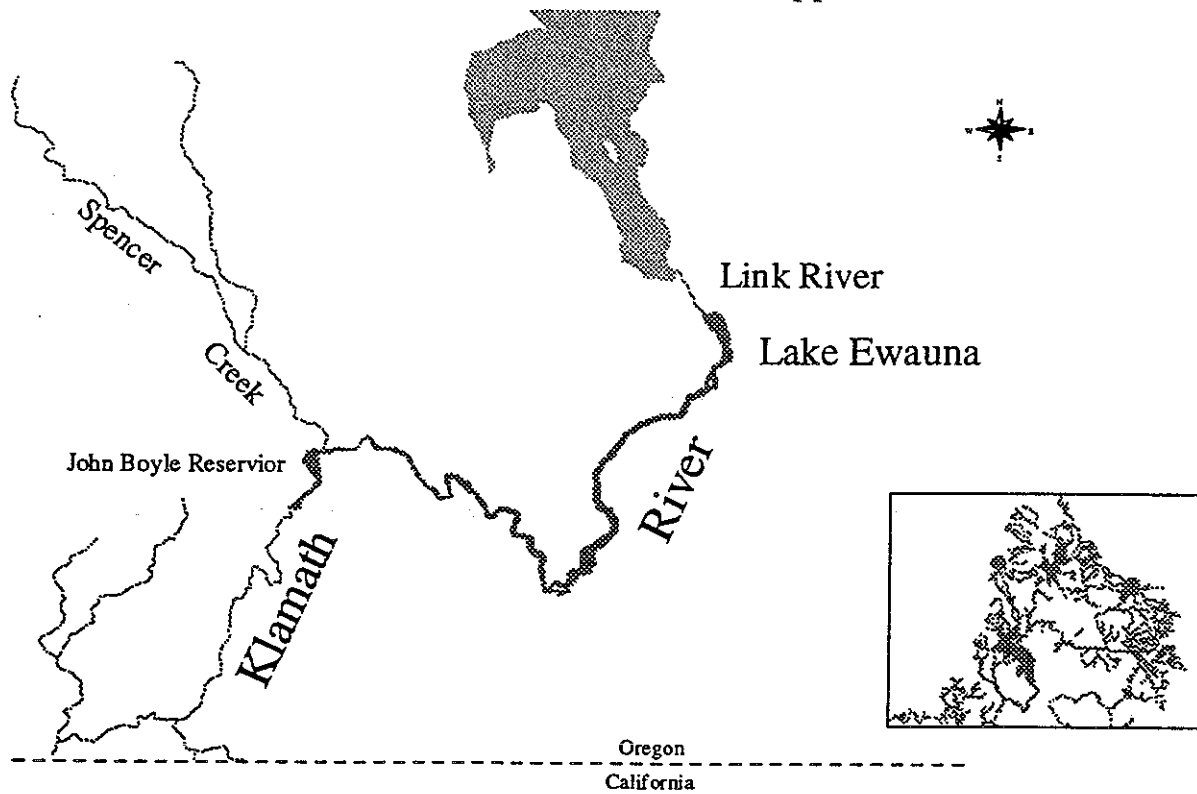 N
W
E
S
Spencer
Creek
Link River
Lake Ewauna
John Boyle Reservior
River
Klamath
Oregon
California